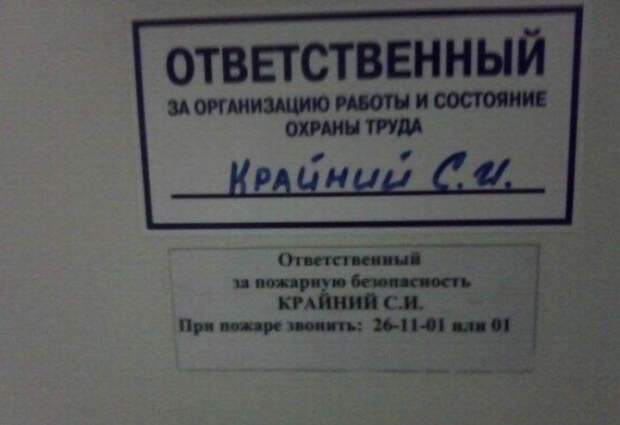 ОТВЕТСТВЕННЫЙ
ЗА ОРГАНИЗАЦИЮ РАБОТЫ И СОСТОЯНИЕ
ОХРАНЫ ТРУДА
КРАЙНИЙ С.И.
Ответственный
за пожарную безопасность
КРАЙНИЙ С.И.
При пожаре звонить: 26-11-01 или 01